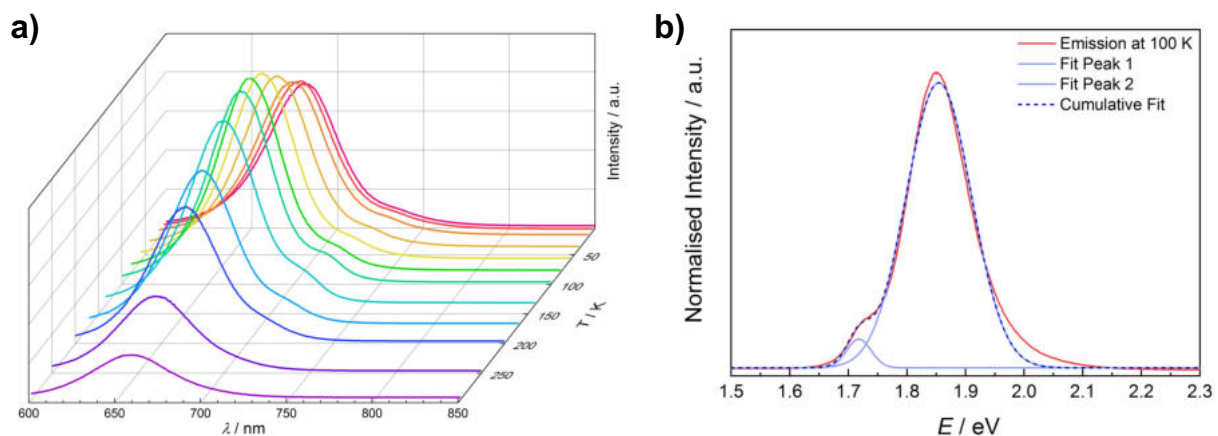 a)
Intensity / a.u.
50
100
150
200
250
T / K
600
650
700
750
800
850
λ / nm
b)
Normalised Intensity / a.u.
Emission at 100 K
Fit Peak 1
Fit Peak 2
Cumulative Fit
1.5
1.6
1.7
1.8
1.9
2.0
2.1
2.2
2.3
E / eV